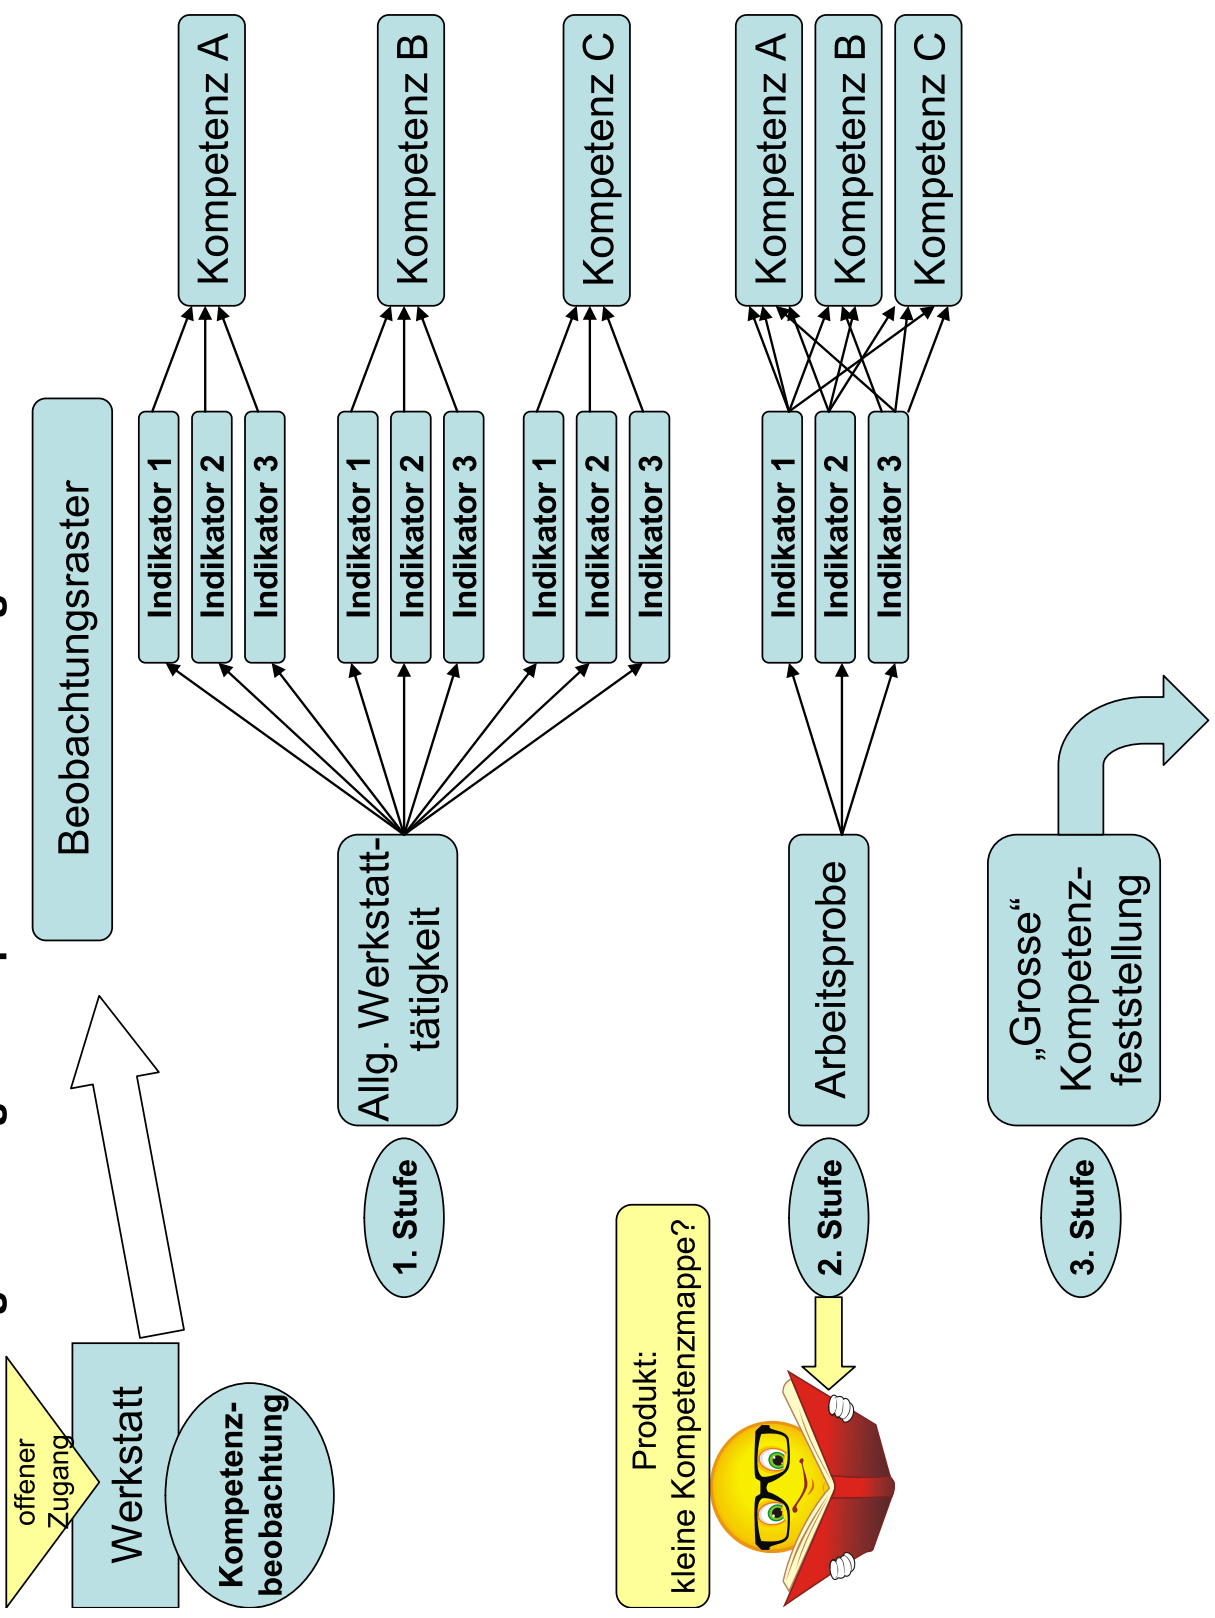 offener
Zugang
Werkstatt
Kompetenz-
beobachtung
Beobachtungsraster
1. Stufe
Allg. Werkstatt-
tätigkeit
Indikator 1
Indikator 2
Indikator 3
Kompetenz A
Indikator 1
Indikator 2
Indikator 3
Kompetenz B
Indikator 1
Indikator 2
Indikator 3
Kompetenz C
Produkt:
kleine Kompetenzmappe?
2. Stufe
Arbeitsprobe
Indikator 1
Indikator 2
Indikator 3
Kompetenz A
Kompetenz B
Kompetenz C
3. Stufe
„Grosse“
Kompetenz-
feststellung